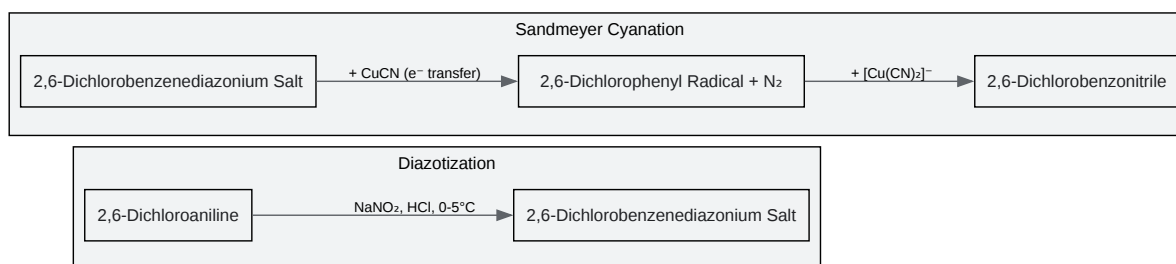 Sandmeyer Cyanation
2,6-Dichlorobenzenediazonium Salt
+ CuCN (e⁻ transfer)
2,6-Dichlorophenyl Radical + N₂
+ [Cu(CN)₂]⁻
2,6-Dichlorobenzonitrile
Diazotization
2,6-Dichloroaniline
NaNO₂, HCl, 0-5°C
2,6-Dichlorobenzenediazonium Salt